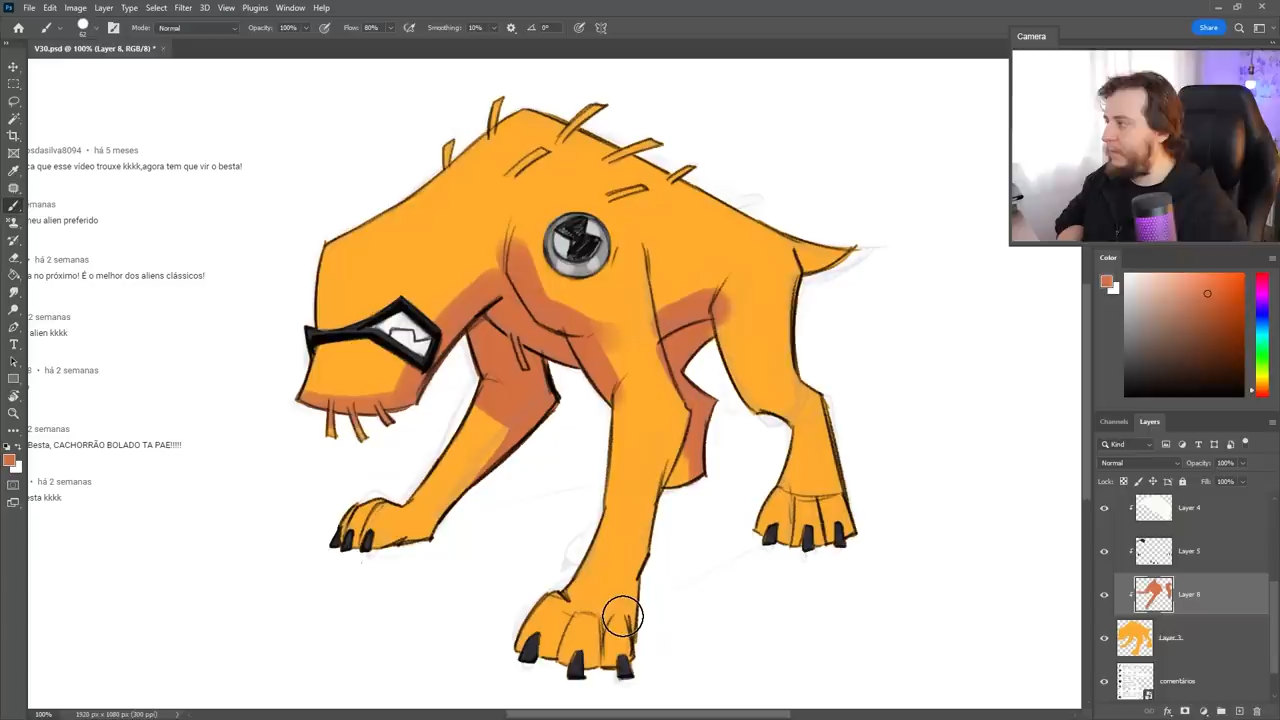 File Edit Image Layer Type Select Filter 3D View Plugins Window Help
Mode: Normal Opacity: 100% Flow: 80% Smoothing: 10% 0° Share
V30.psd @ 100% (Layer 8, RGB/8) *
Camera
osdasilva8094 • há 5 meses
ca que esse vídeo trouxe kkkk,agora tem que vir o besta!
emanas
meu alien preferido
há 2 semanas
a no próximo! É o melhor dos aliens clássicos!
2 semanas
alien kkkk
8 • há 2 semanas
2 semanas
Besta, CACHORRÃO BOLADO TA PAE!!!!!
• há 2 semanas
esta kkkk
Color
Channels Layers
Kind
Normal Opacity: 100%
Lock: Fill: 100%
Layer 4
Layer 5
Layer 8
Layer 3
comentários
100% 1920 px x 1080 px (300 ppi)